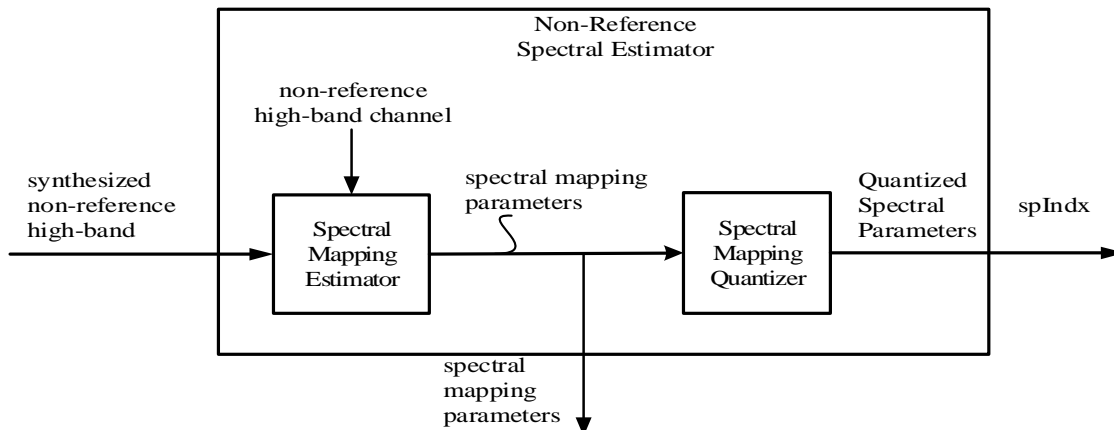 Non-Reference
Spectral Estimator
non-reference
high-band channel
synthesized
non-reference
high-band
Spectral
Mapping
Estimator
spectral mapping
parameters
Spectral
Mapping
Quantizer
Quantized
Spectral
Parameters
spIndx
spectral
mapping
parameters